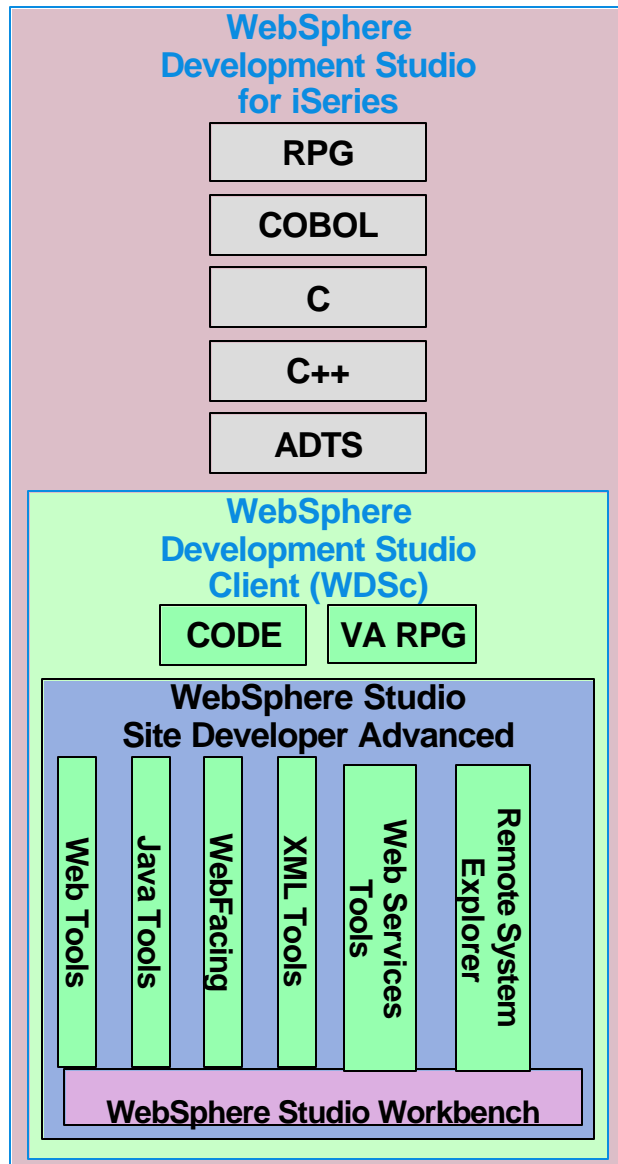 WebSphere
Development Studio
for iSeries
RPG
COBOL
C
C++
ADTS
WebSphere
Development Studio
Client (WDSc)
CODE
VA RPG
WebSphere Studio
Site Developer Advanced
Web Tools
Java Tools
WebFacing
XML Tools
Web Services
Tools
Remote System
Explorer
WebSphere Studio Workbench